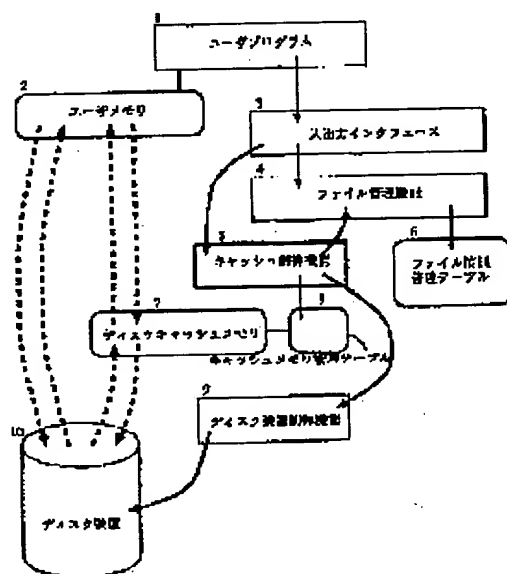 1
ユーザプログラム
2
ユーザメモリ
3
入出力インタフェース
4
ファイル管理機能
5
キャッシュ制御機能
6
ファイル位置
管理テーブル
7
ディスクキャッシュメモリ
8
キャッシュメモリ管理テーブル
9
ディスク装置制御機能
10
ディスク装置